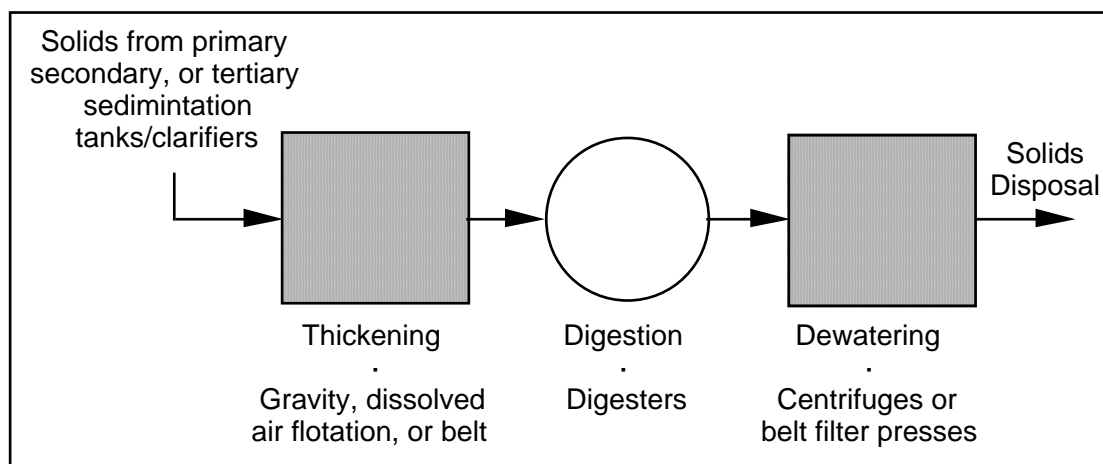 Solids from primary
secondary, or tertiary
sedimintation
tanks/clarifiers
Solids
Disposal
Thickening
.
Gravity, dissolved
air flotation, or belt
Digestion
.
Digesters
Dewatering
.
Centrifuges or
belt filter presses